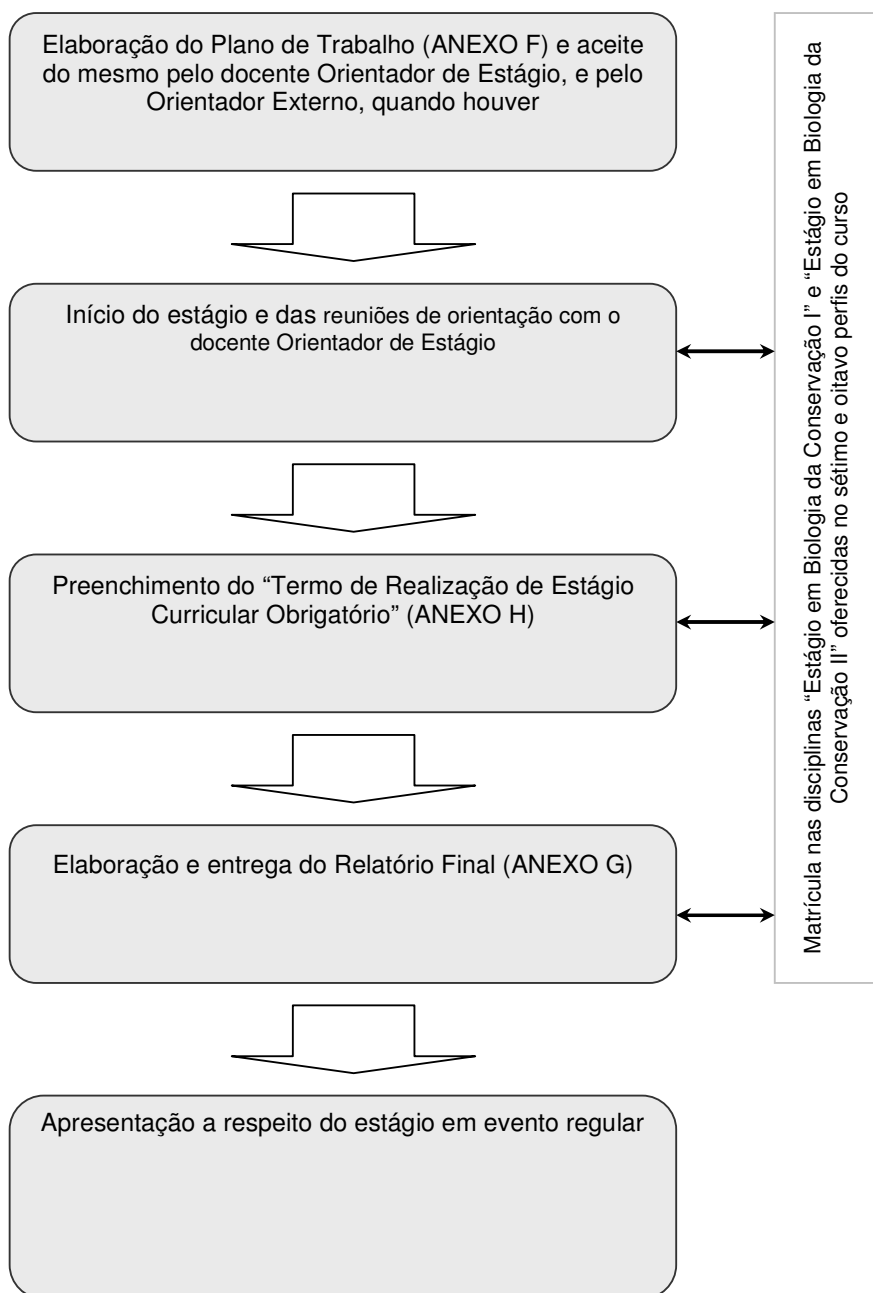 Elaboração do Plano de Trabalho (ANEXO F) e aceite
do mesmo pelo docente Orientador de Estágio, e pelo
Orientador Externo, quando houver
Início do estágio e das reuniões de orientação com o
docente Orientador de Estágio
Preenchimento do “Termo de Realização de Estágio
Curricular Obrigatório” (ANEXO H)
Elaboração e entrega do Relatório Final (ANEXO G)
Apresentação a respeito do estágio em evento regular
Matrícula nas disciplinas “Estágio em Biologia da Conservação I” e “Estágio em Biologia da
Conservação II” oferecidas no sétimo e oitavo perfis do curso